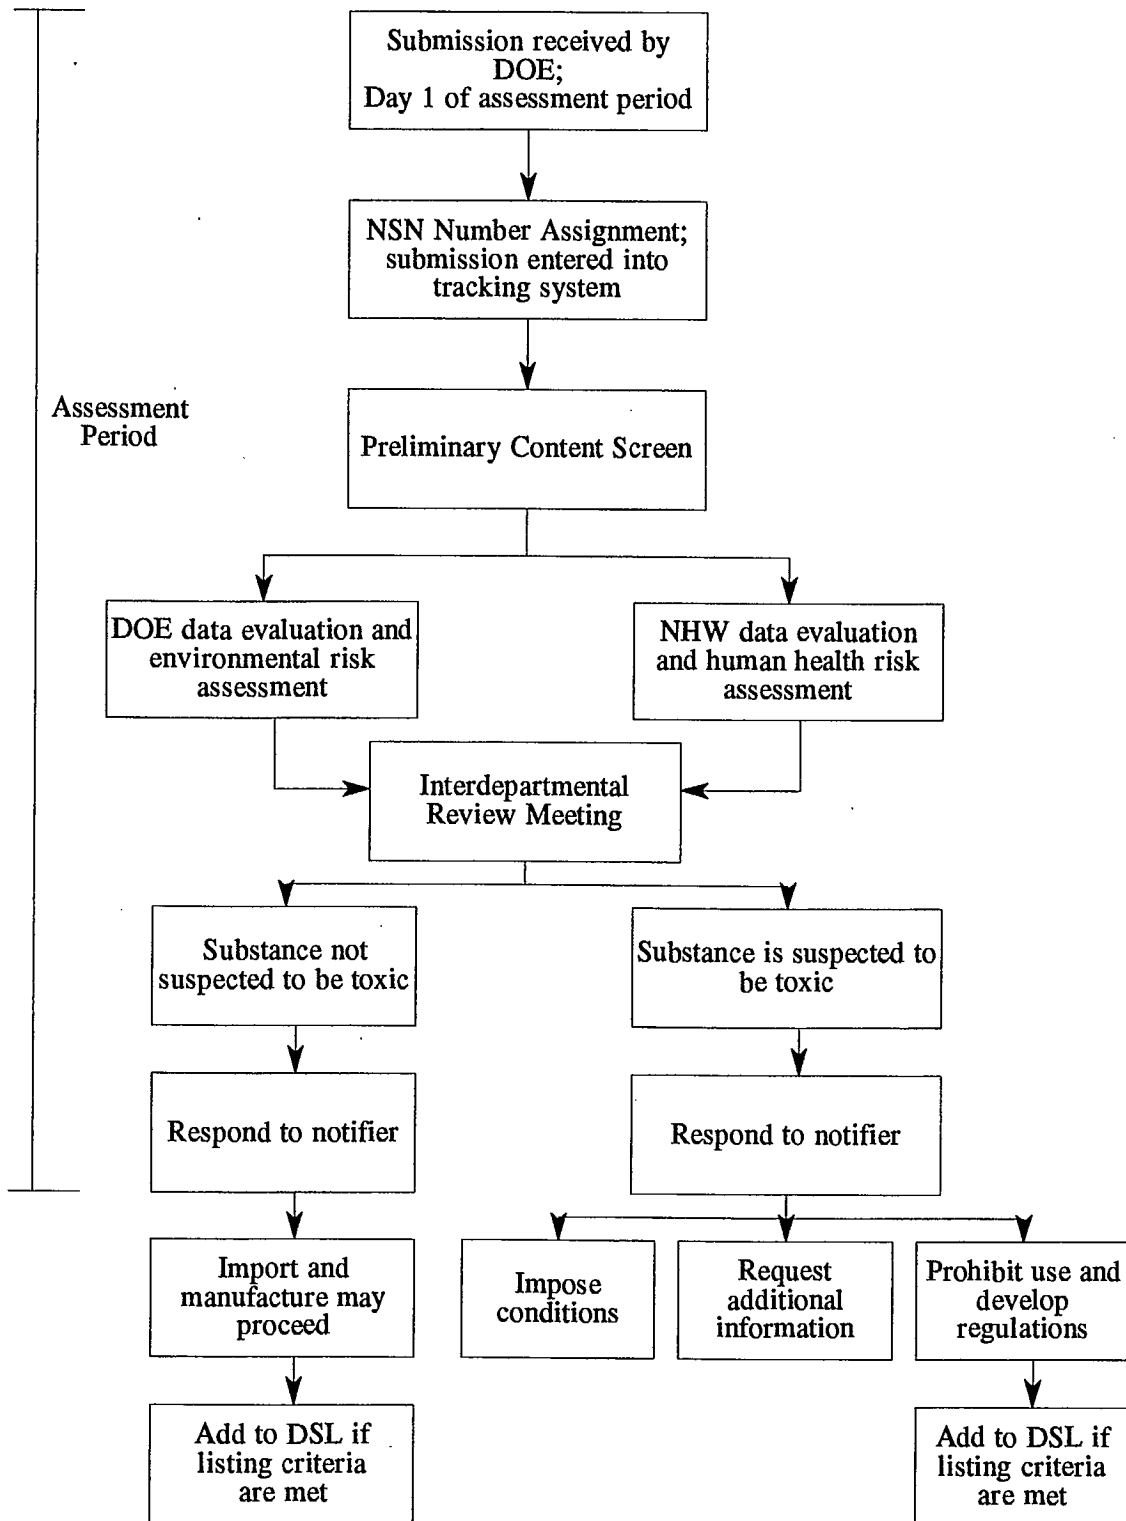 Submission received by
DOE;
Day 1 of assessment period
NSN Number Assignment;
submission entered into
tracking system
Assessment
Period
Preliminary Content Screen
DOE data evaluation and
environmental risk
assessment
NHW data evaluation
and human health risk
assessment
Interdepartmental
Review Meeting
Substance not
suspected to be toxic
Substance is suspected to
be toxic
Respond to notifier
Respond to notifier
Import and
manufacture may
proceed
Impose
conditions
Request
additional
information
Prohibit use and
develop
regulations
Add to DSL if
listing criteria
are met
Add to DSL if
listing criteria
are met